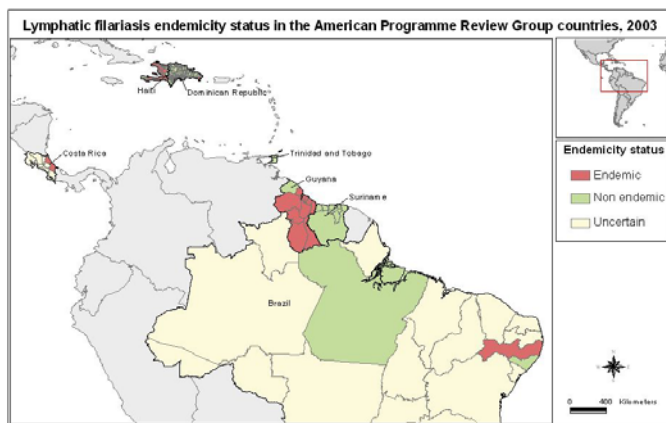 Lymphatic filariasis endemicity status in the American Programme Review Group countries, 2003
Haiti
Dominican Republic
Costa Rica
Trinidad and Tobago
Guyana
Suriname
Brazil
Endemicity status
Endemic
Non endemic
Uncertain
0 400 Kilometers